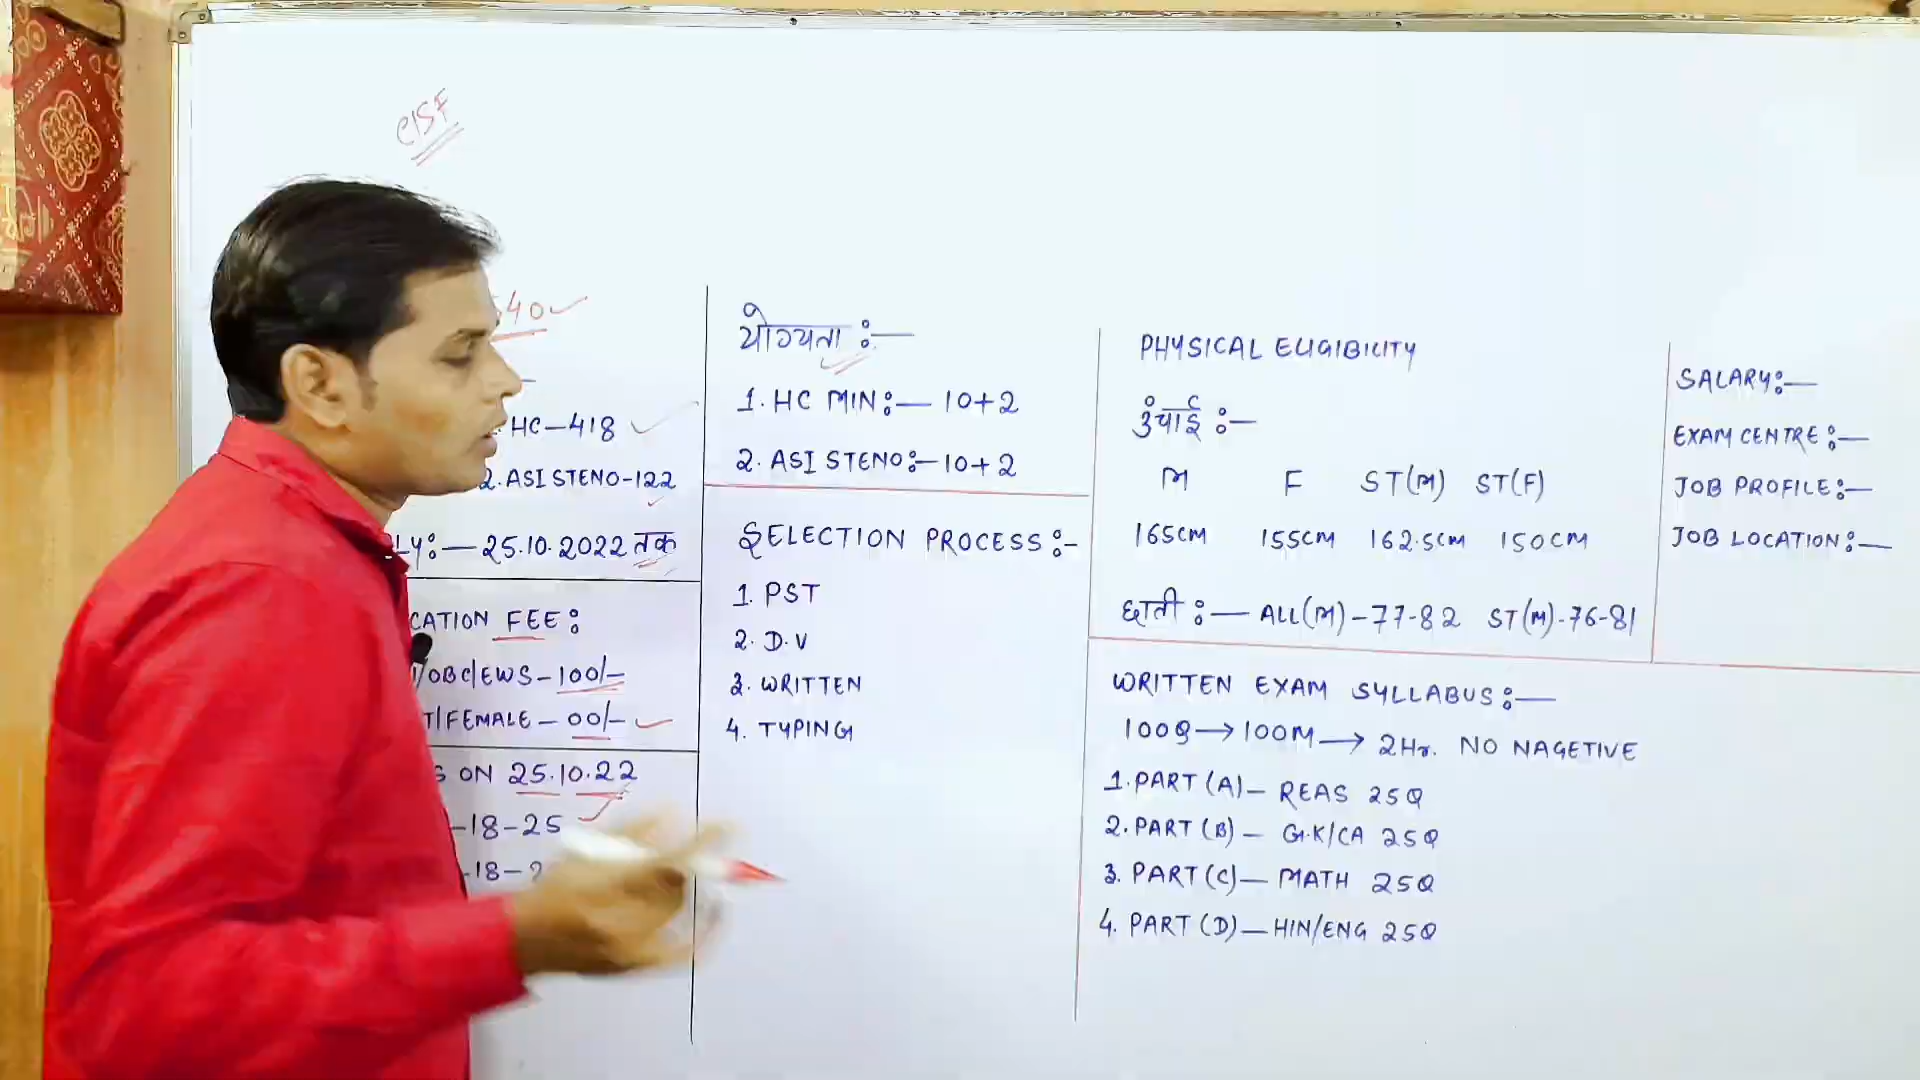 CISF
540
HC-418
2. ASI STENO-122
LY:- 25.10.2022 तक
CATION FEE:
/OBC/EWS-100/-
T/FEMALE-00/-
S ON 25.10.22
-18-25
-18-2
योग्यता :-
1. HC MIN:- 10+2
2. ASI STENO:- 10+2
SELECTION PROCESS:-
1. PST
2. D.V
3. WRITTEN
4. TYPING
PHYSICAL ELIGIBILITY
उंचाई :-
M F ST(M) ST(F)
165CM 155CM 162.5CM 150CM
छाती :- ALL(M)-77-82 ST(M)-76-81
WRITTEN EXAM SYLLABUS:-
100Q→100M→2Hr. NO NAGETIVE
1. PART (A)- REAS 25Q
2. PART (B)- G.K/CA 25Q
3. PART (C)- MATH 25Q
4. PART (D)- HIN/ENG 25Q
SALARY:-
EXAM CENTRE:-
JOB PROFILE:-
JOB LOCATION:-